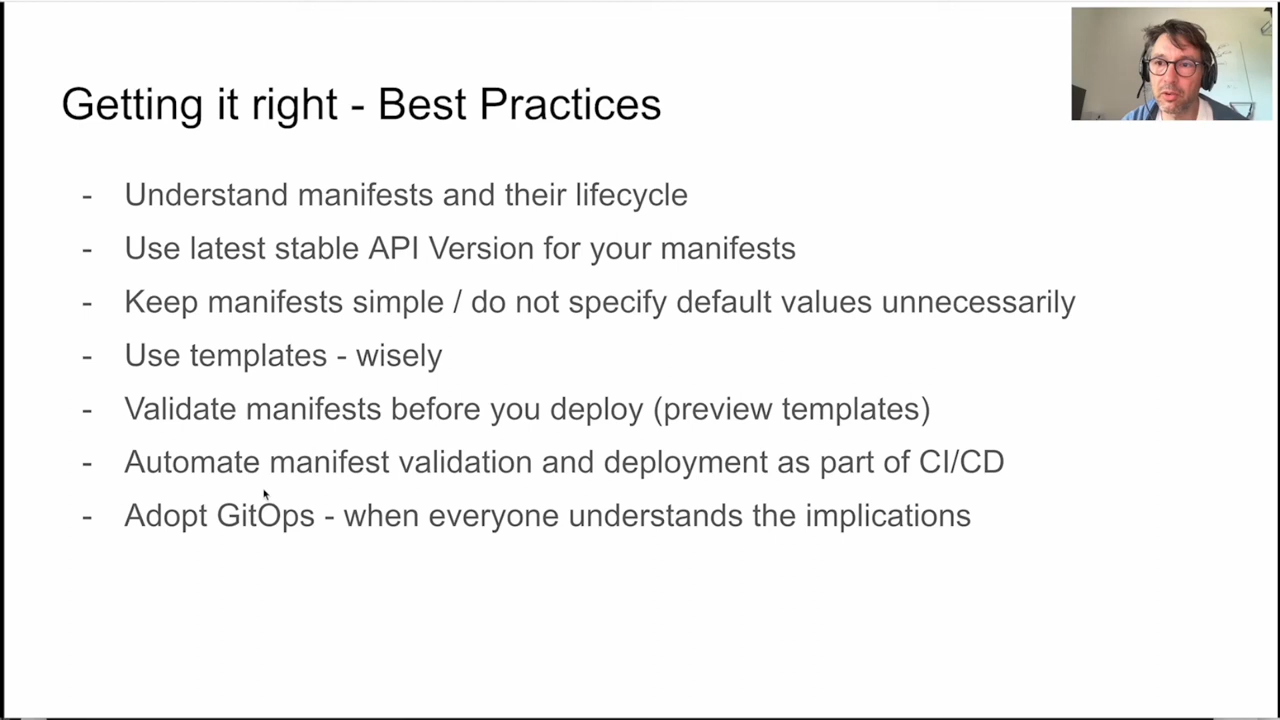 Getting it right - Best Practices
- Understand manifests and their lifecycle
- Use latest stable API Version for your manifests
- Keep manifests simple / do not specify default values unnecessarily
- Use templates - wisely
- Validate manifests before you deploy (preview templates)
- Automate manifest validation and deployment as part of CI/CD
- Adopt GitOps - when everyone understands the implications